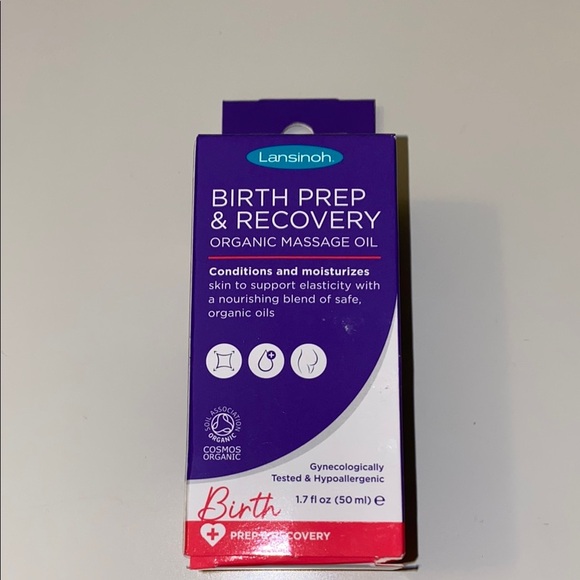 Lansinoh
BIRTH PREP
& RECOVERY
ORGANIC MASSAGE OIL
Conditions and moisturizes
skin to support elasticity with
a nourishing blend of safe,
organic oils
SOIL ASSOCIATION
ORGANIC
COSMOS
ORGANIC
Gynecologically
Tested & Hypoallergenic
1.7 fl oz (50 ml) ℮
Birth
PREP & RECOVERY